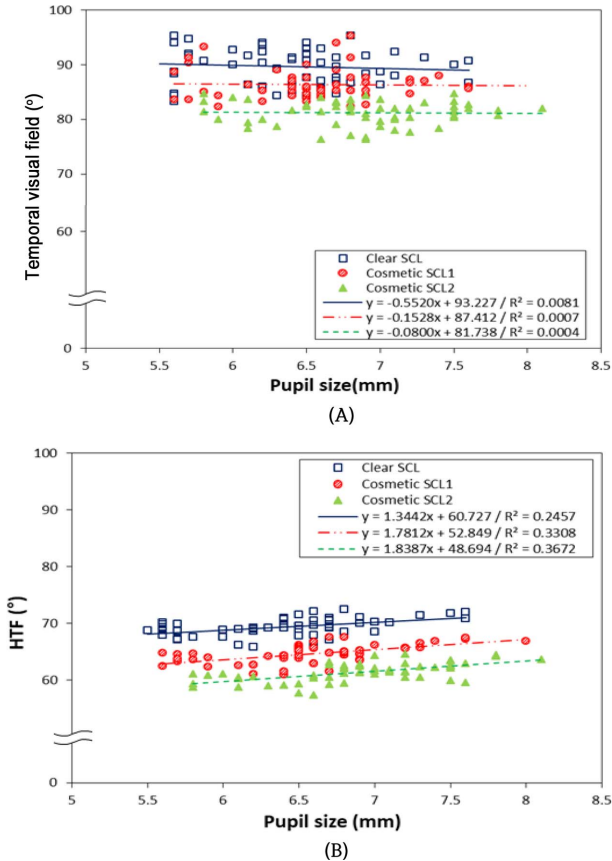 100
90
80
70
60
0
Temporal visual field (°)
Clear SCL
Cosmetic SCL1
Cosmetic SCL2
y = -0.5520x + 93.227 / R² = 0.0081
y = -0.1528x + 87.412 / R² = 0.0007
y = -0.0800x + 81.738 / R² = 0.0004
5 5.5 6 6.5 7 7.5 8 8.5
Pupil size(mm)
(A)
100
90
80
70
60
0
HTF (°)
Clear SCL
Cosmetic SCL1
Cosmetic SCL2
y = 1.3442x + 60.727 / R² = 0.2457
y = 1.7812x + 52.849 / R² = 0.3308
y = 1.8387x + 48.694 / R² = 0.3672
5 5.5 6 6.5 7 7.5 8 8.5
Pupil size (mm)
(B)